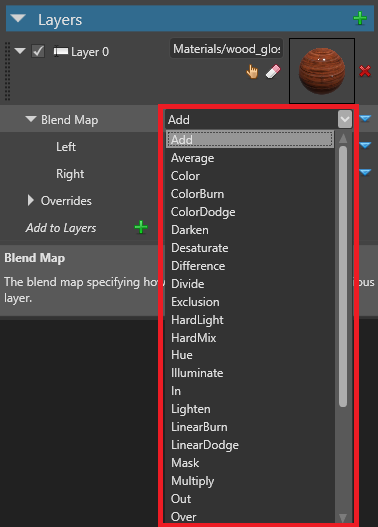 Layers
Layer 0
Materials/wood_glos
Blend Map
Add
Left
Right
Overrides
Add to Layers
Add
Average
Color
ColorBurn
ColorDodge
Darken
Desaturate
Difference
Divide
Exclusion
HardLight
HardMix
Hue
Illuminate
In
Lighten
LinearBurn
LinearDodge
Mask
Multiply
Out
Over
Blend Map
The blend map specifying ho
ious
layer.